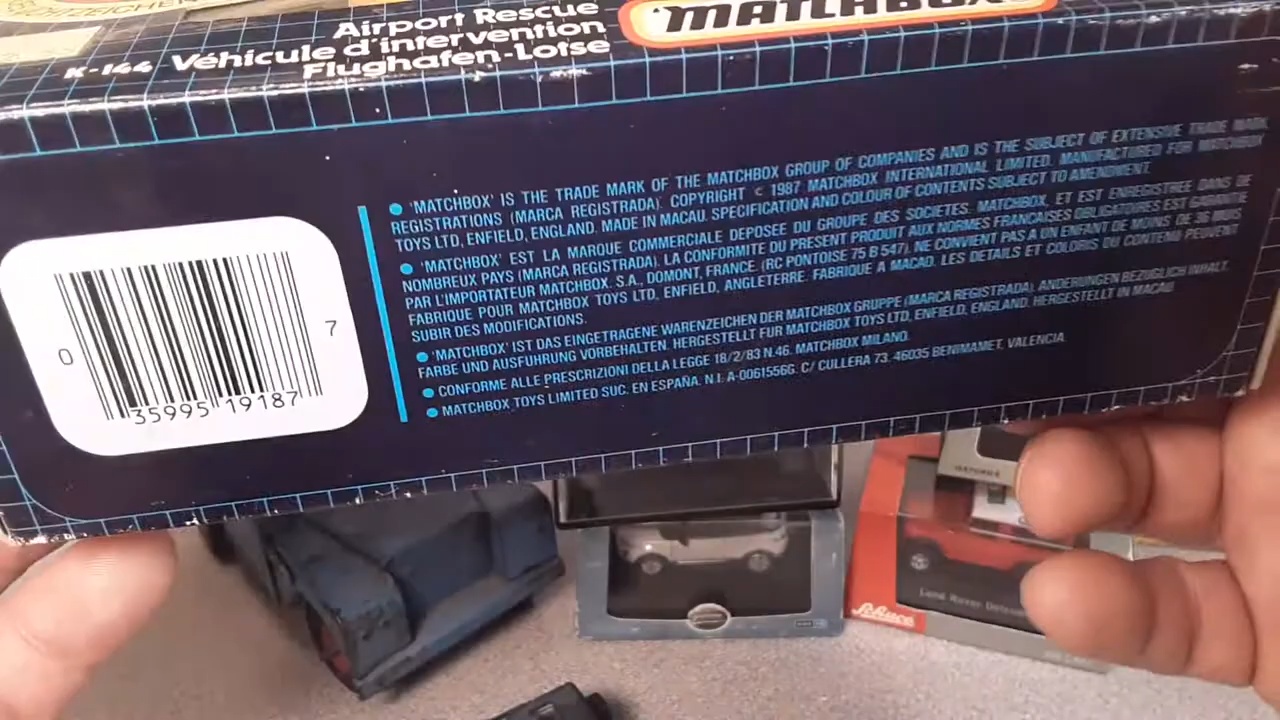 ZEICHEN
Airport Rescue
K-144 Véhicule d'intervention
Flughafen-Lotse
'MATCHBOX'
● 'MATCHBOX' IS THE TRADE MARK OF THE MATCHBOX GROUP OF COMPANIES AND IS THE SUBJECT OF EXTENSIVE TRADE MARK
REGISTRATIONS (MARCA REGISTRADA). COPYRIGHT © 1987 MATCHBOX INTERNATIONAL LIMITED. MANUFACTURED FOR MATCHBOX
TOYS LTD, ENFIELD, ENGLAND. MADE IN MACAU. SPECIFICATION AND COLOUR OF CONTENTS SUBJECT TO AMENDMENT.
● 'MATCHBOX' EST LA MARQUE COMMERCIALE DEPOSEE DU GROUPE DES SOCIETES. MATCHBOX, ET EST ENREGISTREE DANS DE
NOMBREUX PAYS (MARCA REGISTRADA). LA CONFORMITE DU PRESENT PRODUIT AUX NORMES FRANCAISES OBLIGATOIRES EST GARANTIE
PAR L'IMPORTATEUR MATCHBOX. S.A., DOMONT, FRANCE. (RC PONTOISE 75 B 547). NE CONVIENT PAS A UN ENFANT DE MOINS DE 36 MOIS
FABRIQUE POUR MATCHBOX TOYS LTD, ENFIELD, ANGLETERRE. FABRIQUE A MACAO. LES DETAILS ET COLORIS DU CONTENU PEUVENT
SUBIR DES MODIFICATIONS.
● 'MATCHBOX' IST DAS EINGETRAGENE WARENZEICHEN DER MATCHBOX GRUPPE (MARCA REGISTRADA). ANDERUNGEN BEZUGLICH INHALT,
FARBE UND AUSFUHRUNG VORBEHALTEN. HERGESTELLT FUR MATCHBOX TOYS LTD, ENFIELD, ENGLAND. HERGESTELLT IN MACAU.
● CONFORME ALLE PRESCRIZIONI DELLA LEGGE 18/2/83 N.46. MATCHBOX MILANO.
● MATCHBOX TOYS LIMITED SUC. EN ESPAÑA. N.I. A-0061556G. C/ CULLERA 73. 46035 BENIMAMET, VALENCIA.
0 35995 19187 7
Schuco
Land Rover